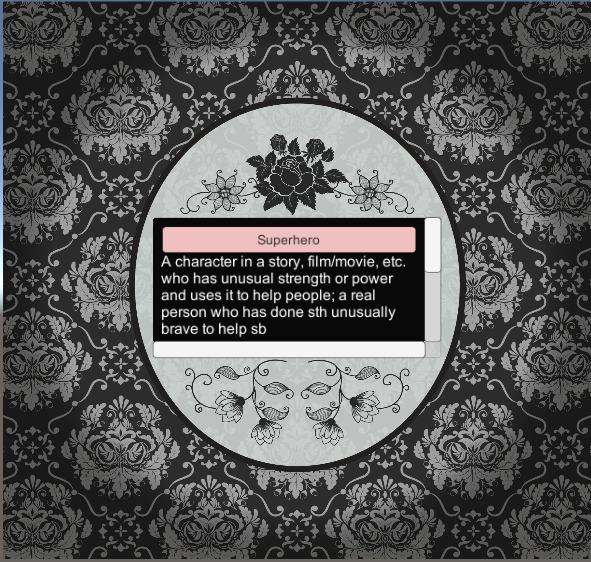 Superhero
A character in a story, film/movie, etc.
who has unusual strength or power
and uses it to help people; a real
person who has done sth unusually
brave to help sb